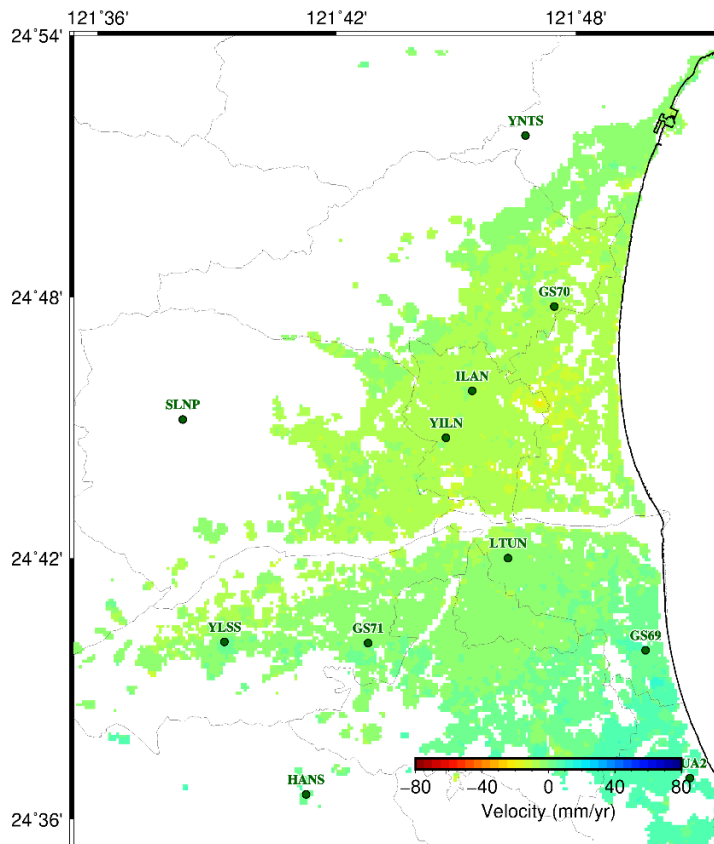 121°36' 121°42' 121°48'
24°54'
YNTS
24°48'
GS70
ILAN
SLNP
YILN
24°42'
LTUN
YLSS
GS71
GS69
HANS
UA2
−80 −40 0 40 80
Velocity (mm/yr)
24°36'